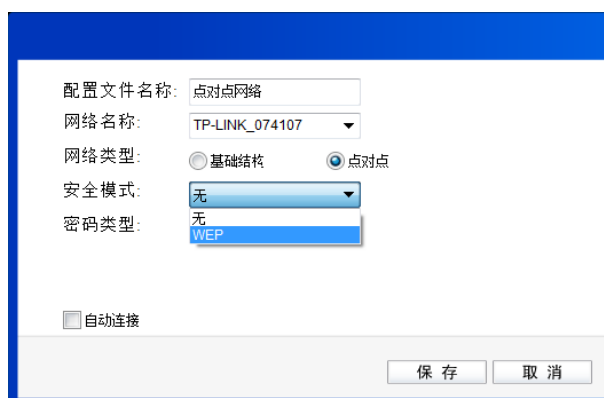 配置文件名称: 点对点网络
网络名称: TP-LINK_074107
网络类型: 基础结构 点对点
安全模式: 无
无
密码类型:
WEP
自动连接
保存 取消